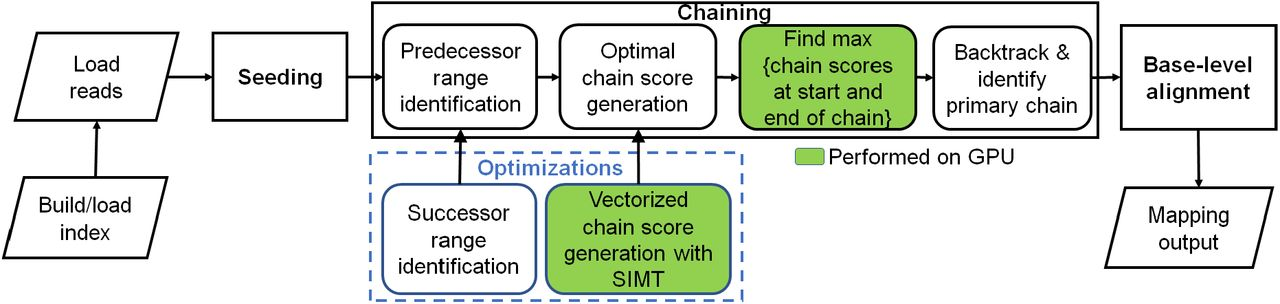 Chaining
Load
reads
Seeding
Predecessor
range
identification
Optimal
chain score
generation
Find max
{chain scores
at start and
end of chain}
Backtrack &
identify
primary chain
Base-level
alignment
Performed on GPU
Optimizations
Build/load
index
Successor
range
identification
Vectorized
chain score
generation with
SIMT
Mapping
output